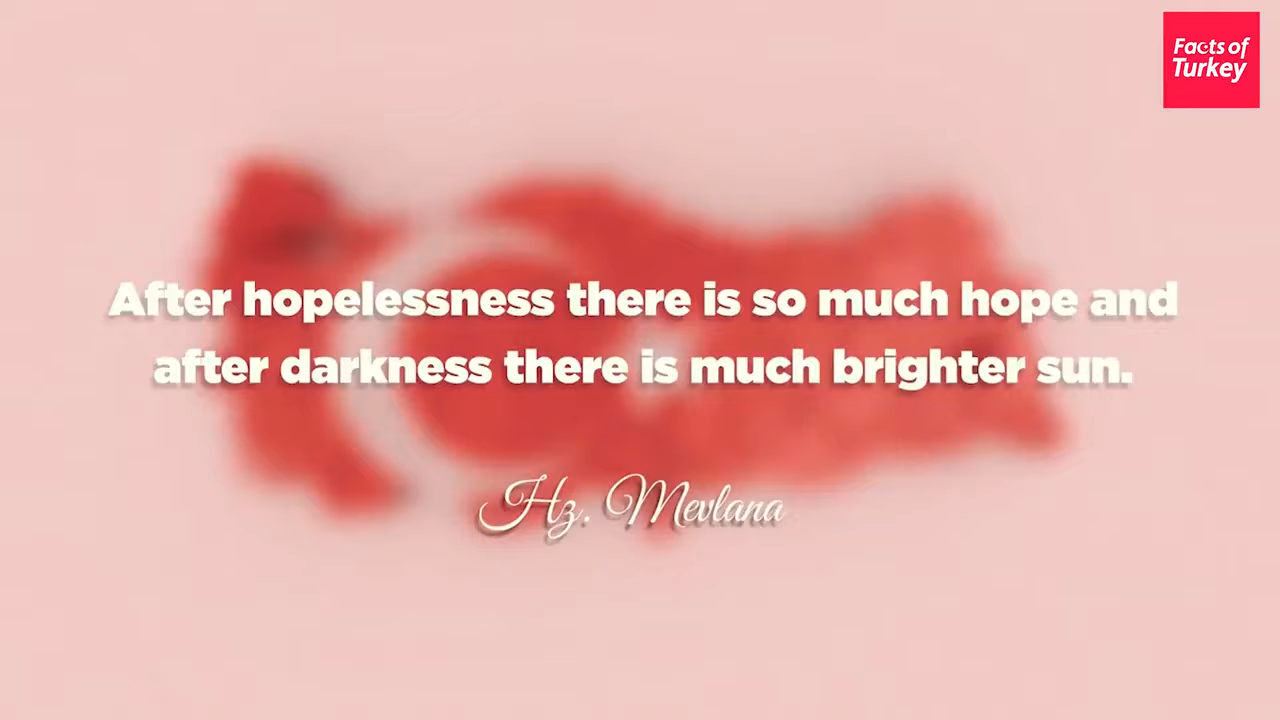 Facts of
Turkey
After hopelessness there is so much hope and
after darkness there is much brighter sun.
Hz. Mevlana